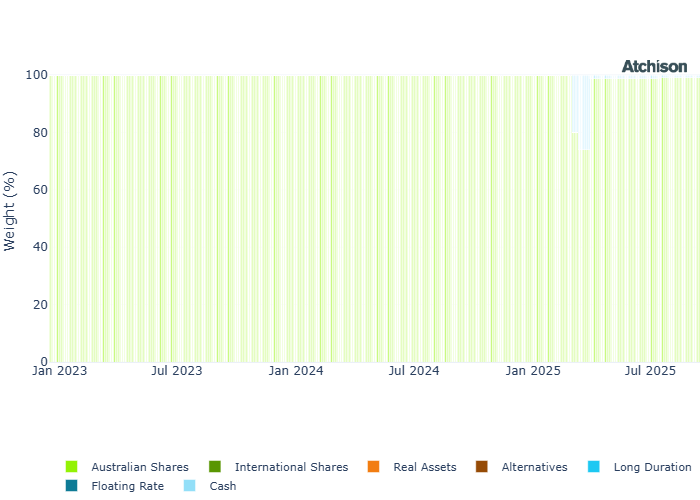 Atchison
100
80
60
40
20
0
Weight (%)
Jan 2023
Jul 2023
Jan 2024
Jul 2024
Jan 2025
Jul 2025
Australian Shares
International Shares
Real Assets
Alternatives
Long Duration
Floating Rate
Cash